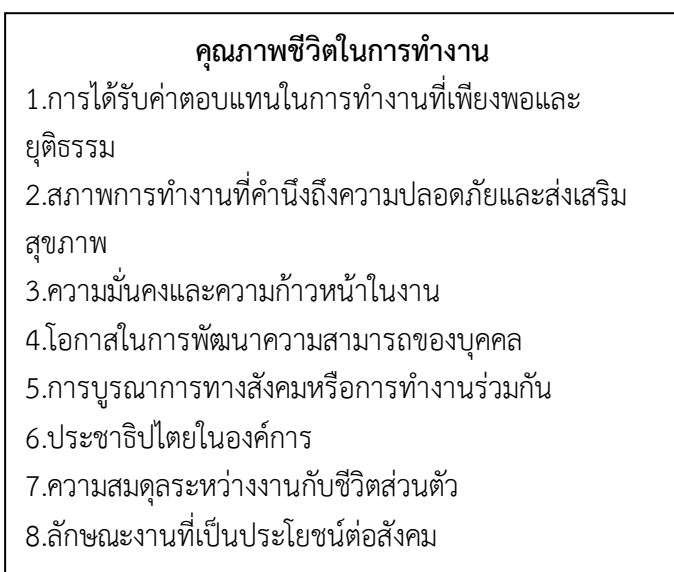 คุณภาพชีวิตในการทำงาน
1.การได้รับค่าตอบแทนในการทำงานที่เพียงพอและ
ยุติธรรม
2.สภาพการทำงานที่คำนึงถึงความปลอดภัยและส่งเสริม
สุขภาพ
3.ความมั่นคงและความก้าวหน้าในงาน
4.โอกาสในการพัฒนาความสามารถของบุคคล
5.การบูรณาการทางสังคมหรือการทำงานร่วมกัน
6.ประชาธิปไตยในองค์การ
7.ความสมดุลระหว่างงานกับชีวิตส่วนตัว
8.ลักษณะงานที่เป็นประโยชน์ต่อสังคม